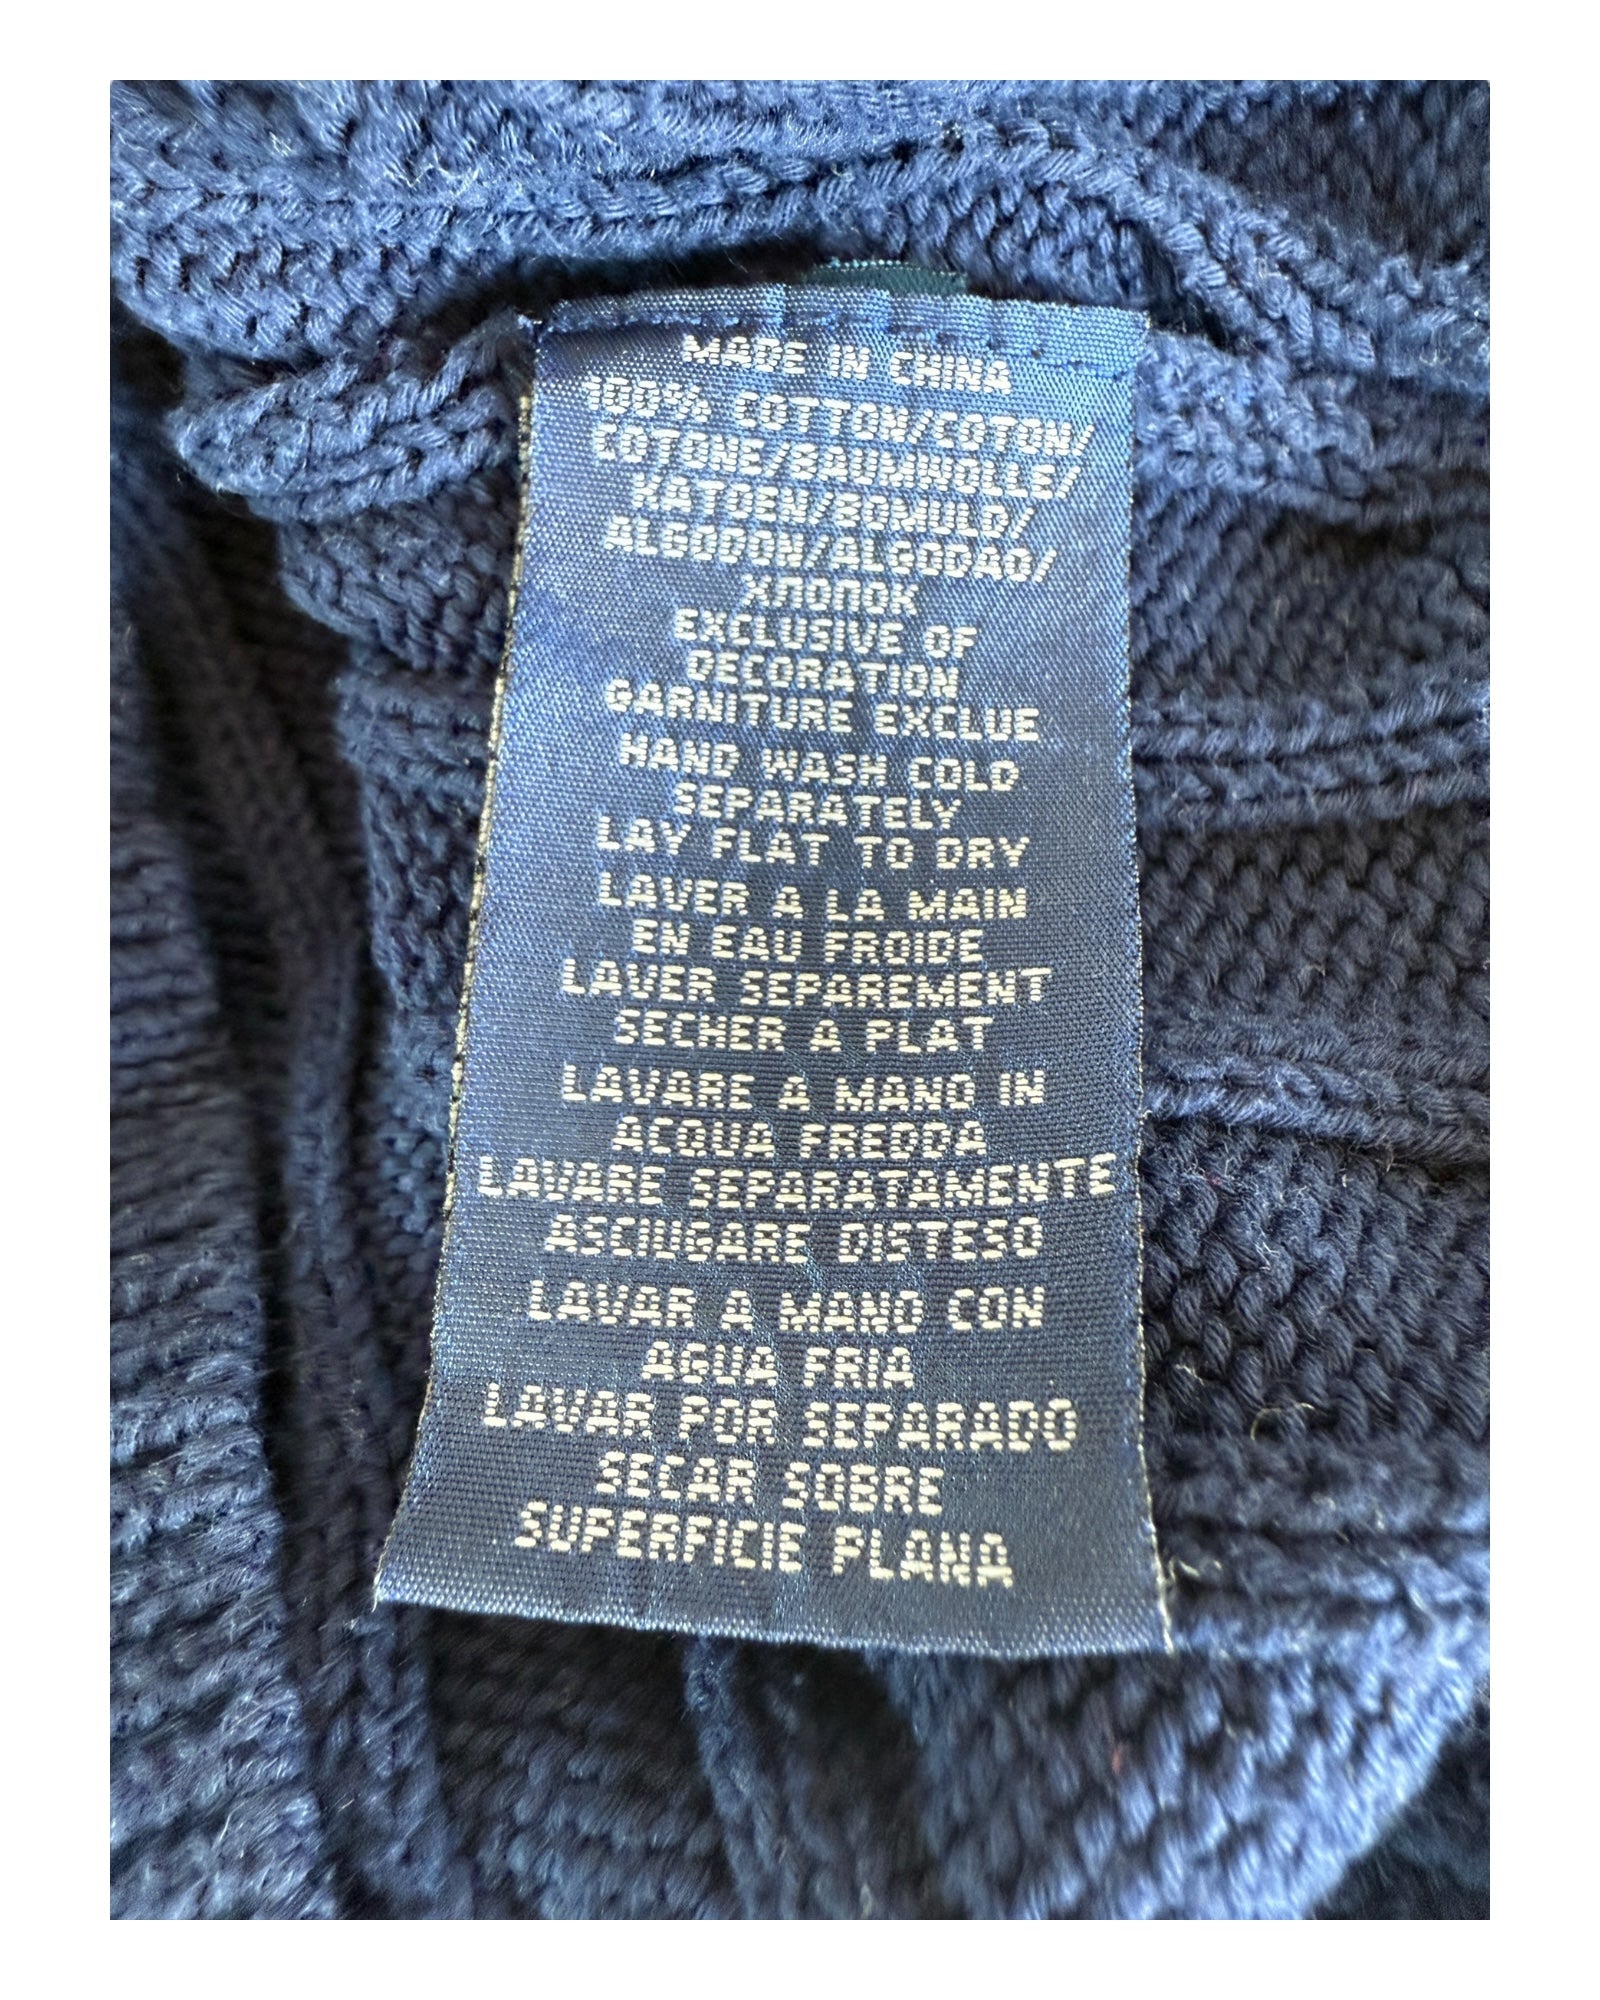 MADE IN CHINA
100% COTTON/COTON/
COTONE/BAUMWOLLE/
KATOEN/BOMULD/
ALGODON/ALGODAO/
ХЛОПОК
EXCLUSIVE OF
DECORATION
GARNITURE EXCLUE
HAND WASH COLD
SEPARATELY
LAY FLAT TO DRY
LAVER A LA MAIN
EN EAU FROIDE
LAVER SEPAREMENT
SECHER A PLAT
LAVARE A MANO IN
ACQUA FREDDA
LAVARE SEPARATAMENTE
ASCIUGARE DISTESO
LAVAR A MANO CON
AGUA FRIA
LAVAR POR SEPARADO
SECAR SOBRE
SUPERFICIE PLANA